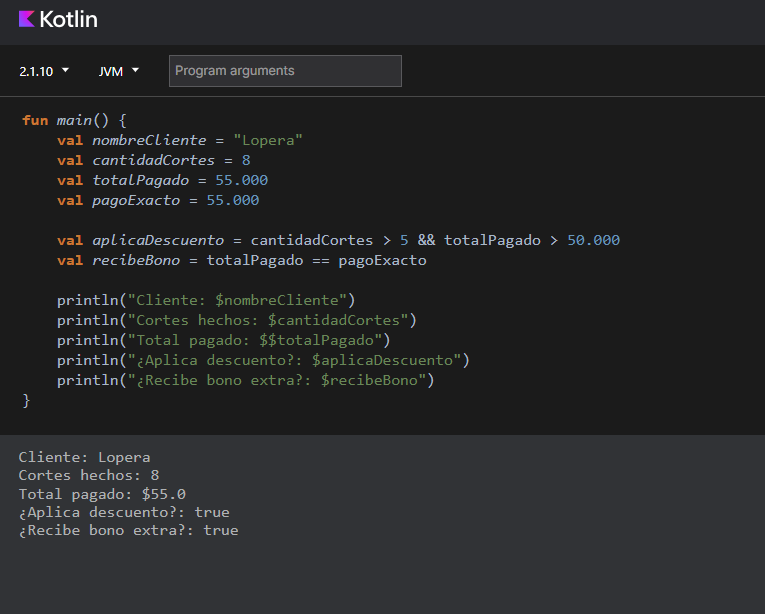 Kotlin
2.1.10 JVM Program arguments
fun main() {
    val nombreCliente = "Lopera"
    val cantidadCortes = 8
    val totalPagado = 55.000
    val pagoExacto = 55.000

    val aplicaDescuento = cantidadCortes > 5 && totalPagado > 50.000
    val recibeBono = totalPagado == pagoExacto

    println("Cliente: $nombreCliente")
    println("Cortes hechos: $cantidadCortes")
    println("Total pagado: $$totalPagado")
    println("¿Aplica descuento?: $aplicaDescuento")
    println("¿Recibe bono extra?: $recibeBono")
}
Cliente: Lopera
Cortes hechos: 8
Total pagado: $55.0
¿Aplica descuento?: true
¿Recibe bono extra?: true